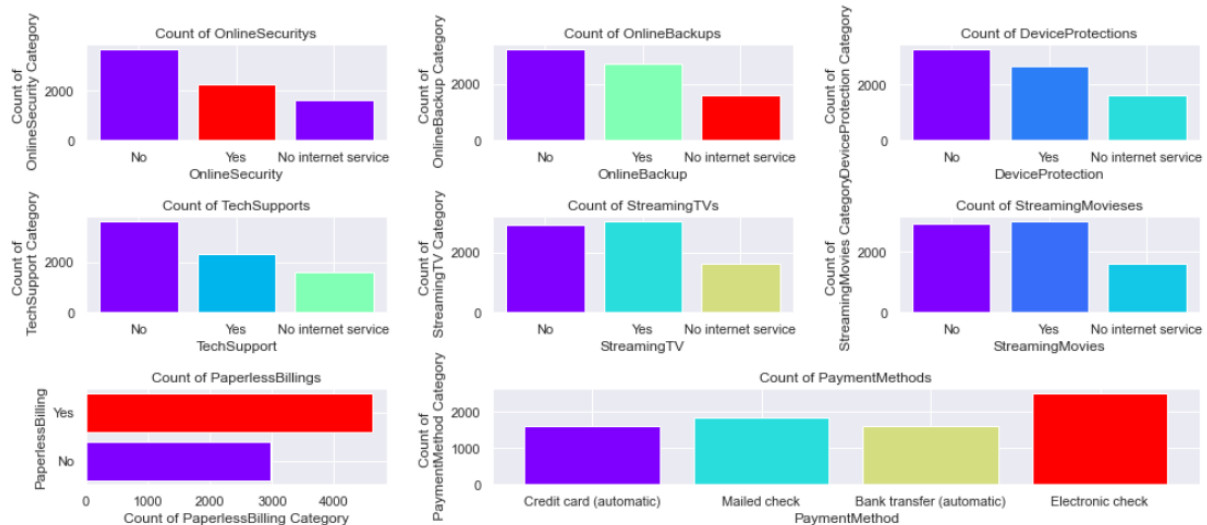 Count of OnlineSecuritys
Count of
OnlineSecurity Category
2000
0
No Yes No internet service
OnlineSecurity
Count of OnlineBackups
Count of
OnlineBackup Category
2000
0
No Yes No internet service
OnlineBackup
Count of DeviceProtections
Count of
DeviceProtection Category
2000
0
No Yes No internet service
DeviceProtection
Count of TechSupports
Count of
TechSupport Category
2000
0
No Yes No internet service
TechSupport
Count of StreamingTVs
Count of
StreamingTV Category
2000
0
No Yes No internet service
StreamingTV
Count of StreamingMovieses
Count of
StreamingMovies Category
2000
0
No Yes No internet service
StreamingMovies
Count of PaperlessBillings
PaperlessBilling
Yes
No
0 1000 2000 3000 4000
Count of PaperlessBilling Category
Count of PaymentMethods
Count of
PaymentMethod Category
2000
1000
0
Credit card (automatic) Mailed check Bank transfer (automatic) Electronic check
PaymentMethod